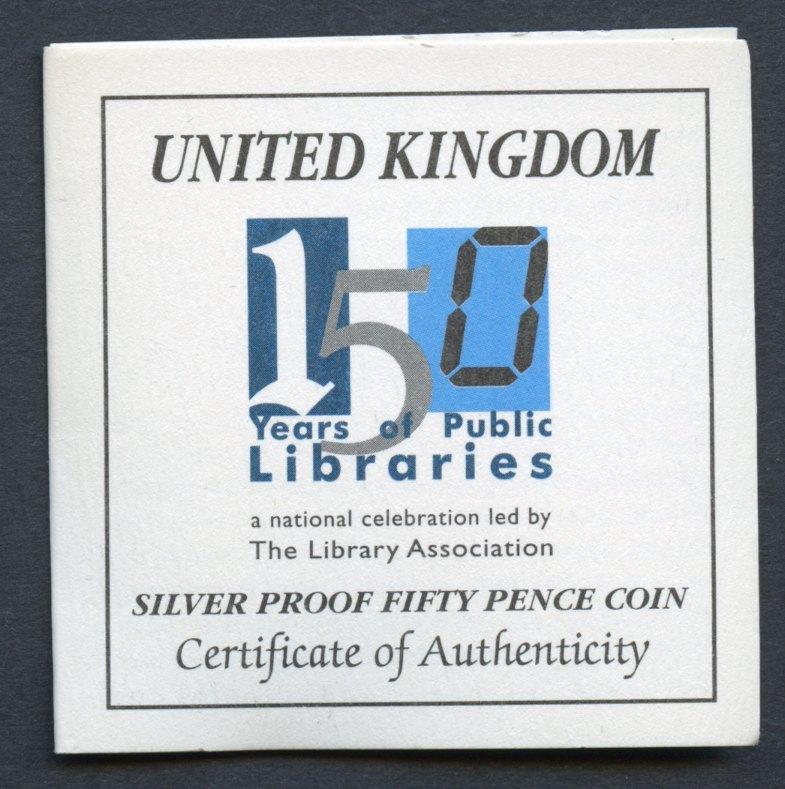 UNITED KINGDOM
150
Years of Public
Libraries
a national celebration led by
The Library Association
SILVER PROOF FIFTY PENCE COIN
Certificate of Authenticity